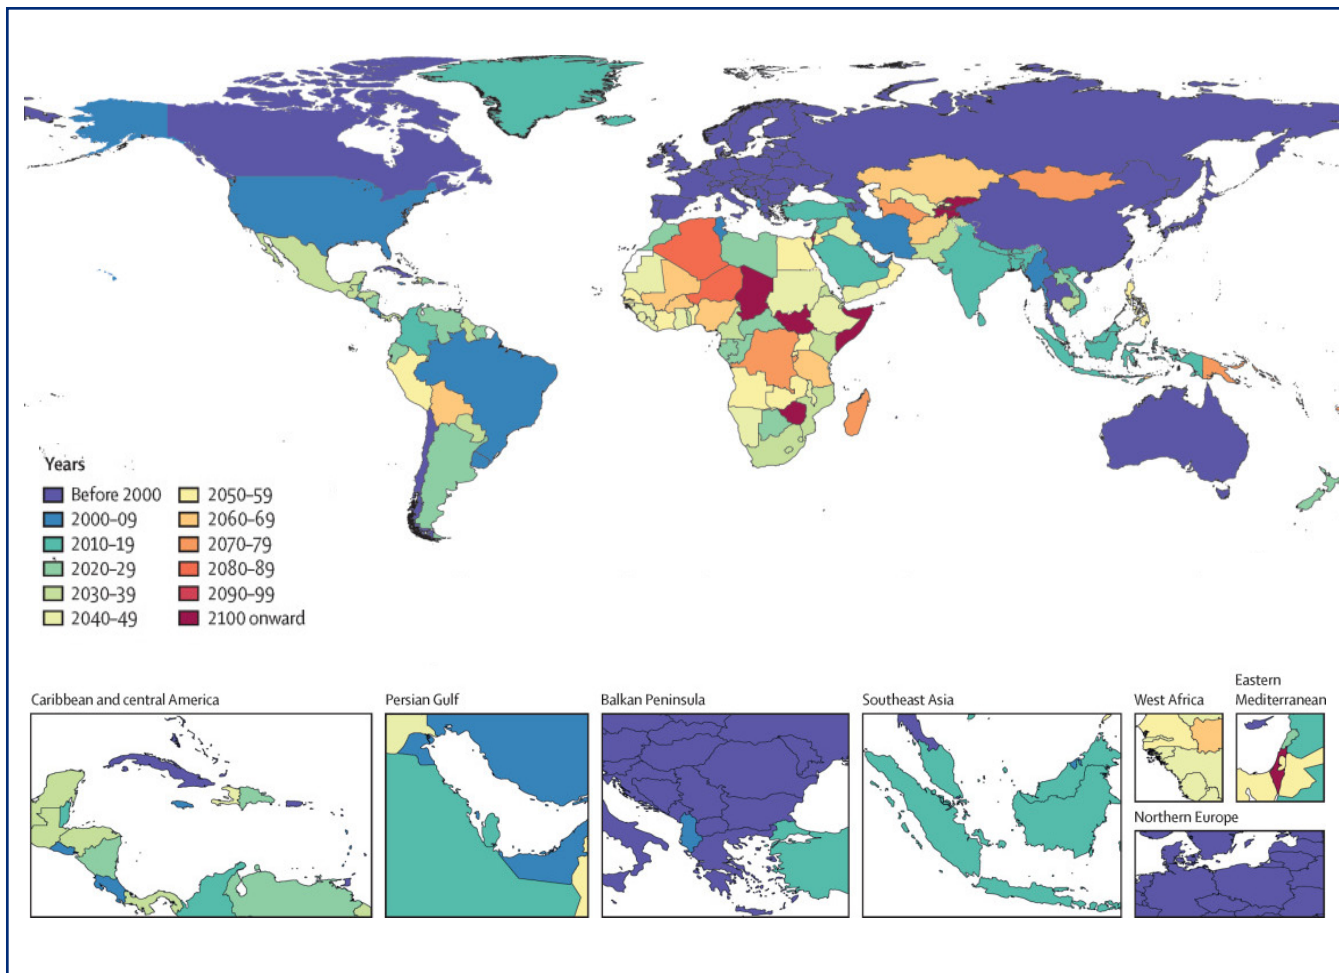 Years
Before 2000
2000–09
2010–19
2020–29
2030–39
2040–49
2050–59
2060–69
2070–79
2080–89
2090–99
2100 onward
Caribbean and central America
Persian Gulf
Balkan Peninsula
Southeast Asia
West Africa
Eastern
Mediterranean
Northern Europe